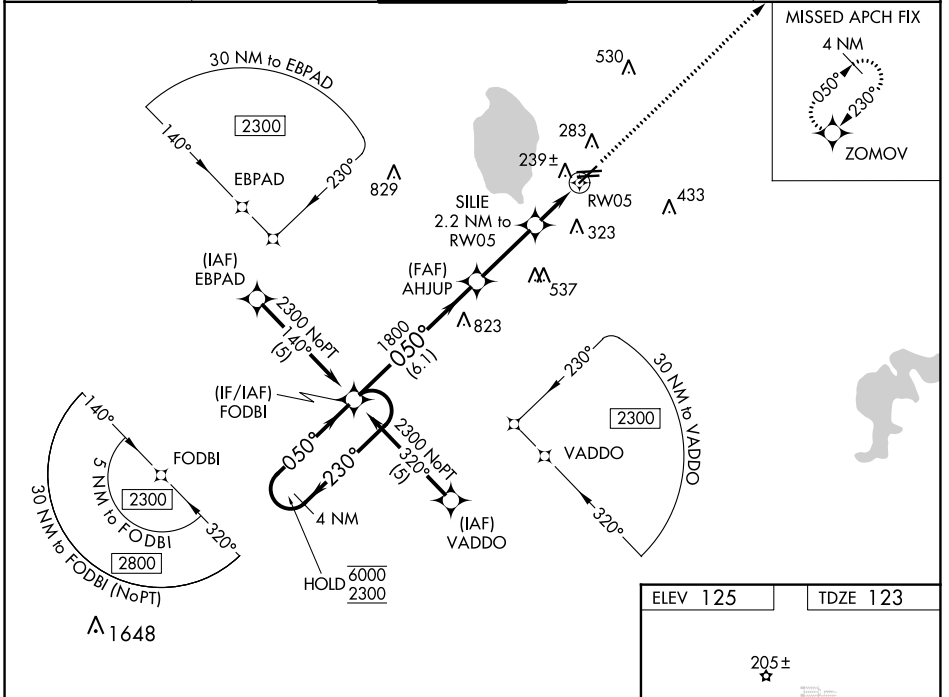 MISSED APCH FIX
4 NM
050°
230°
ZOMOV
30 NM to EBPAD
2300
140°
230°
EBPAD
530
283
239±
829
RW05
433
SILIE
2.2 NM to
RW05
323
(FAF)
AHJUP
537
823
(IAF)
EBPAD
2300 NoPT
140°
(5)
1800
050°
(6.1)
(IF/IAF)
FODBI
050°
230°
4 NM
HOLD 6000
2300
2300 NoPT
320°
(5)
(IAF)
VADDO
230°
30 NM to VADDO
2300
VADDO
320°
140°
FODBI
5 NM to FODBI
2300
320°
30 NM to FODBI (NoPT)
2800
1648
ELEV 125
TDZE 123
205±